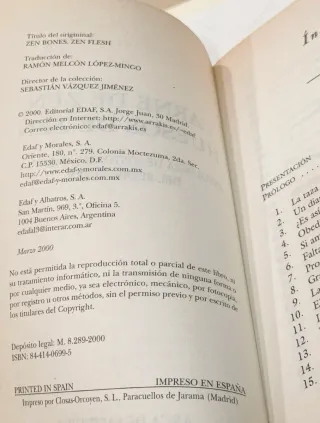 Título del original:
ZEN BONES, ZEN FLESH
Traducción de:
RAMÓN MELCÓN LÓPEZ-MINGO
Director de la colección:
SEBASTIÁN VÁZQUEZ JIMÉNEZ
© 2000. Editorial EDAF, S.A. Jorge Juan, 30 Madrid.
Dirección en Internet: http://www.arrakis.es/~edaf
Correo electrónico: edaf@arrakis.es
Edaf y Morales, S. A.
Oriente, 180, n.º 279. Colonia Moctezuma, 2da. Sec.
C.P. 15530, México, D.F.
http://www.edaf-y-morales.com.mx
edaf@edaf-y-morales.com.mx
Edaf y Albatros, S. A.
San Martín, 969, 3.º, Oficina 5.
1004 Buenos Aires, Argentina
edafal3@interar.com.ar
Marzo 2000
No está permitida la reproducción total o parcial de este libro, ni
su tratamiento informático, ni la transmisión de ninguna forma o
por cualquier medio, ya sea electrónico, mecánico, por fotocopia,
por registro u otros métodos, sin el permiso previo y por escrito de
los titulares del Copyright.
Depósito legal: M. 8.289-2000
ISBN: 84-414-0699-5
PRINTED IN SPAIN IMPRESO EN ESPAÑA
Impreso por Closas-Orcoyen, S. L. Paracuellos de Jarama (Madrid)
PRESENTACIÓN
PRÓLOGO
1. La taza
2. Un dia
3. ¿Es así
4. Obed
5. Si an
6. Falta
7. Pro
8. Gr
9. La
10. E
11.
12.
13.
14.
15.